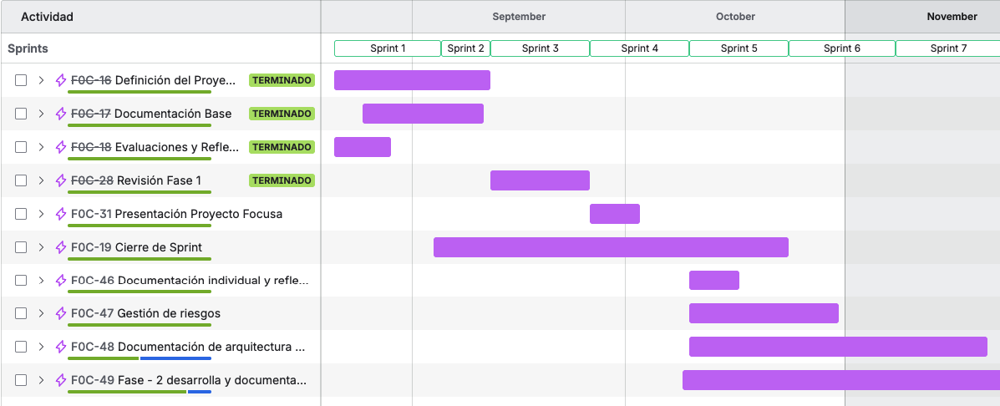 Actividad
September
October
November
Sprints
Sprint 1
Sprint 2
Sprint 3
Sprint 4
Sprint 5
Sprint 6
Sprint 7
F0C-16 Definición del Proye... TERMINADO
F0C-17 Documentación Base TERMINADO
F0C-18 Evaluaciones y Refle... TERMINADO
F0C-28 Revisión Fase 1 TERMINADO
F0C-31 Presentación Proyecto Focusa
F0C-19 Cierre de Sprint
F0C-46 Documentación individual y refle...
F0C-47 Gestión de riesgos
F0C-48 Documentación de arquitectura ...
F0C-49 Fase - 2 desarrolla y documenta...